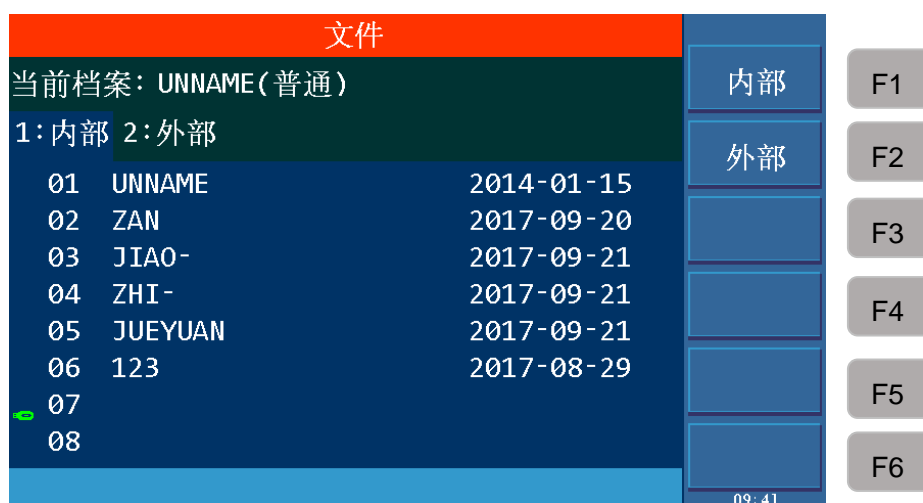 文件
当前档案: UNNAME(普通)
1:内部 2:外部
01 UNNAME 2014-01-15
02 ZAN 2017-09-20
03 JIAO- 2017-09-21
04 ZHI- 2017-09-21
05 JUEYUAN 2017-09-21
06 123 2017-08-29
07
08
内部
外部
09:41
F1
F2
F3
F4
F5
F6